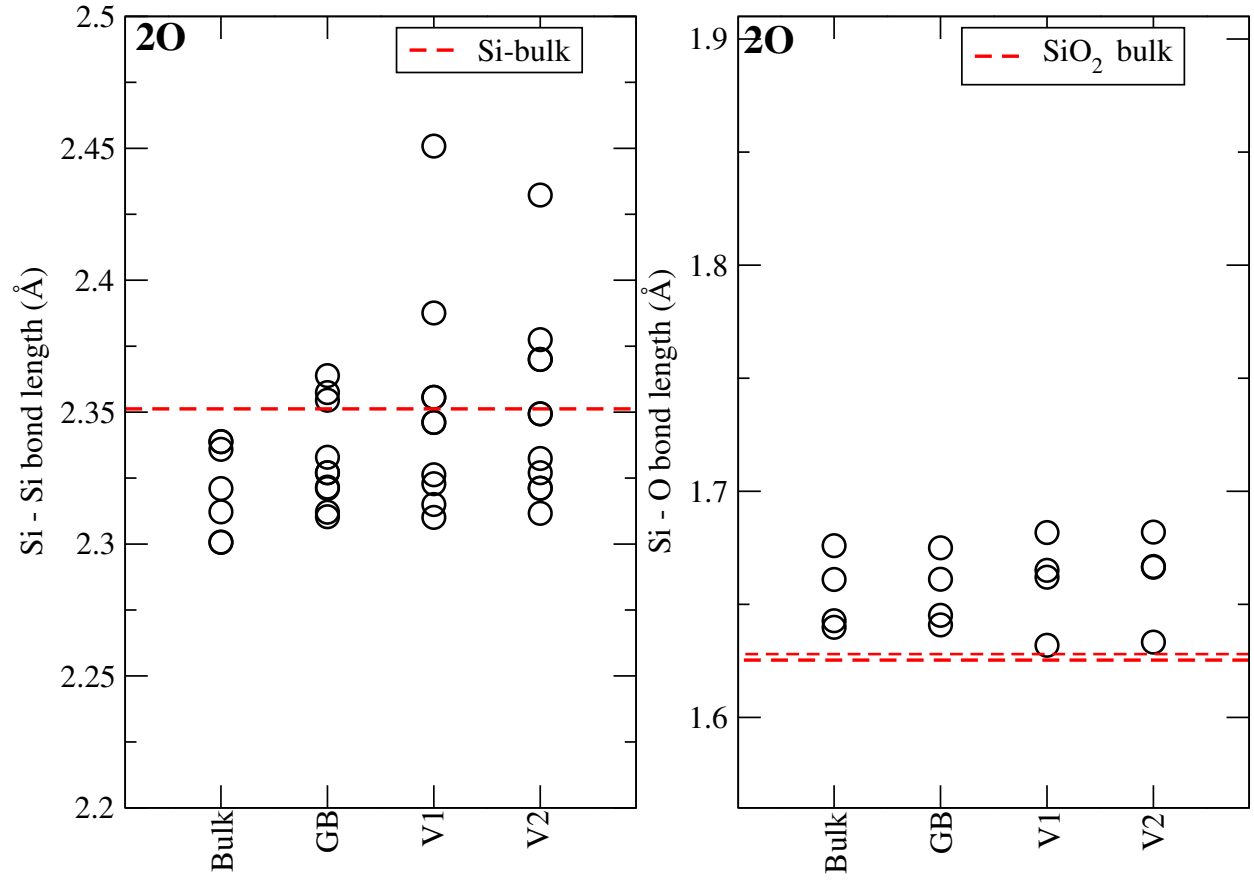 2O
Si-bulk
Si - Si bond length (Å)
2.5
2.45
2.4
2.35
2.3
2.25
2.2
Bulk
GB
V1
V2
2O
SiO₂ bulk
Si - O bond length (Å)
1.9
1.8
1.7
1.6
Bulk
GB
V1
V2